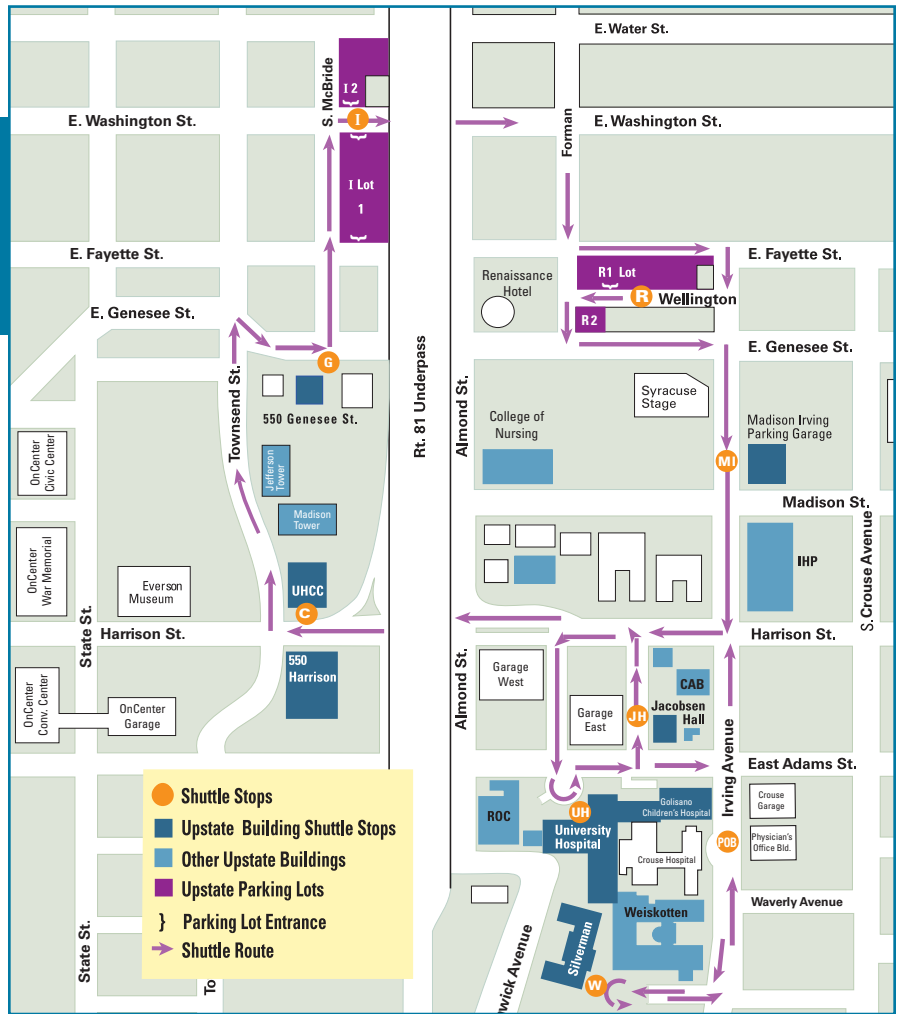 E. Water St.
S. McBride
I 2
I
E. Washington St.
E. Washington St.
Forman
I Lot
1
E. Fayette St.
E. Fayette St.
Renaissance
Hotel
R1 Lot
R
Wellington
R2
E. Genesee St.
E. Genesee St.
G
550 Genesee St.
Townsend St.
Rt. 81 Underpass
Almond St.
Syracuse
Stage
College of
Nursing
Madison Irving
Parking Garage
MI
Madison St.
OnCenter
Civic Center
Jefferson
Tower
Madison
Tower
OnCenter
War Memorial
Everson
Museum
UHCC
C
IHP
S. Crouse Avenue
State St.
Harrison St.
Harrison St.
550
Harrison
OnCenter
Conv. Center
OnCenter
Garage
Almond St.
Garage
West
Garage
East
JH
CAB
Jacobsen
Hall
Irving Avenue
East Adams St.
ROC
UH
University
Hospital
Golisano
Children's Hospital
Crouse Hospital
POB
Crouse
Garage
Physician's
Office Bld.
Waverly Avenue
Weiskotten
Silverman
W
wick Avenue
State St.
To
Shuttle Stops
Upstate Building Shuttle Stops
Other Upstate Buildings
Upstate Parking Lots
} Parking Lot Entrance
Shuttle Route